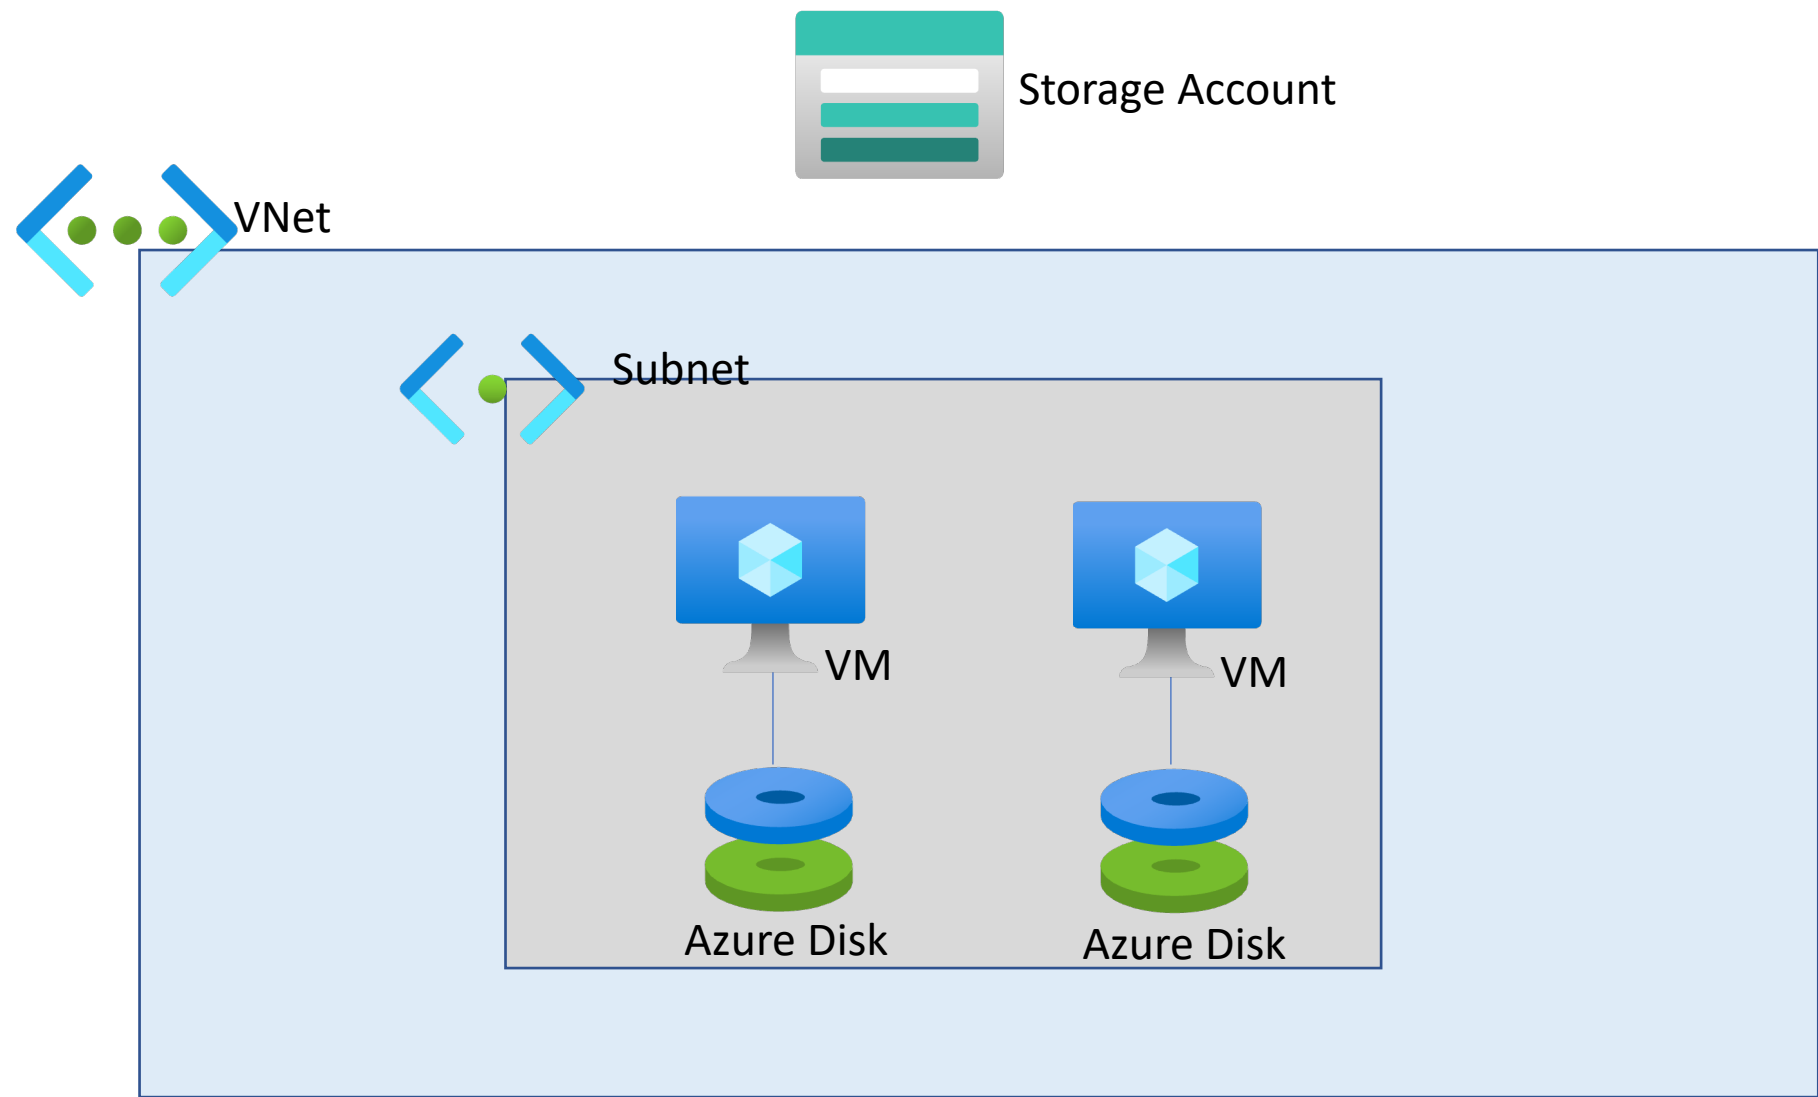 Storage Account
VNet
Subnet
VM
VM
Azure Disk
Azure Disk